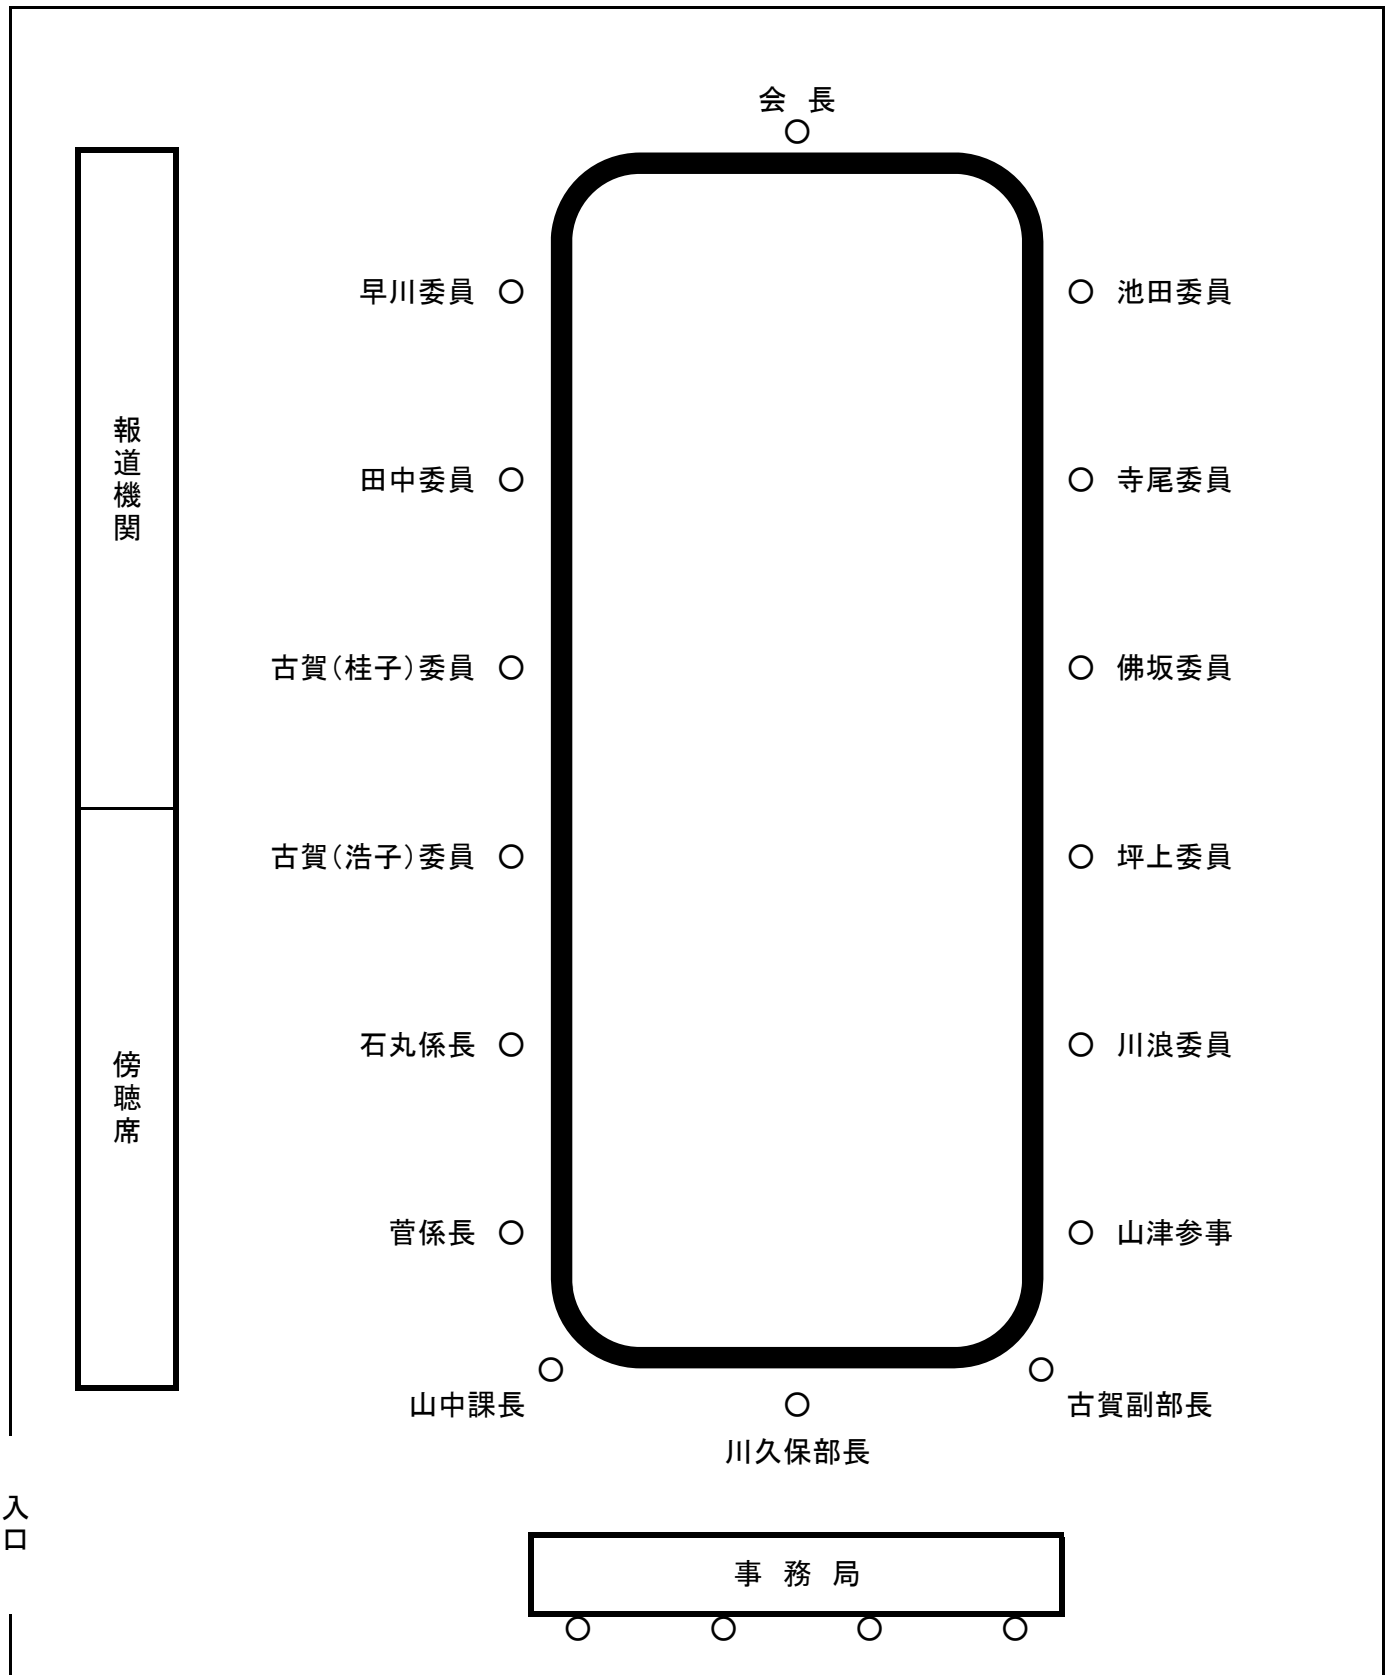 会 長
早川委員 ○
○ 池田委員
田中委員 ○
○ 寺尾委員
古賀(桂子)委員 ○
○ 佛坂委員
古賀(浩子)委員 ○
○ 坪上委員
石丸係長 ○
○ 川浪委員
菅係長 ○
○ 山津参事
山中課長
古賀副部長
川久保部長
報道機関
傍聴席
入口
事 務 局